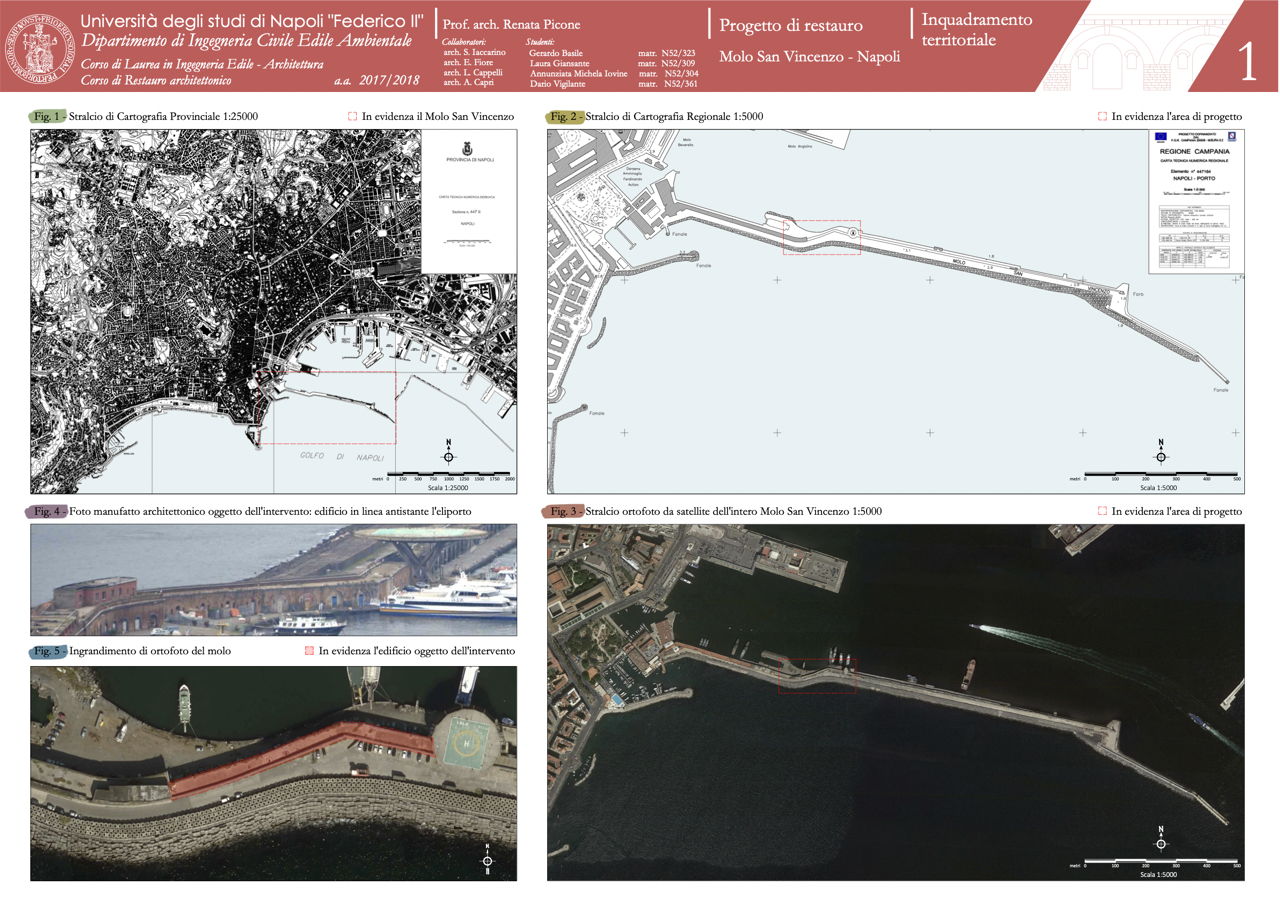 Università degli studi di Napoli "Federico II"
Dipartimento di Ingegneria Civile Edile Ambientale
Corso di Laurea in Ingegneria Edile - Architettura
Corso di Restauro architettonico a.a. 2017/2018
Prof. arch. Renata Picone
Collaboratori: Studenti:
arch. S. Iaccarino Gerardo Basile matr. N52/323
arch. E. Fiore Laura Giansante matr. N52/309
arch. L. Cappelli Annunziata Michela Iovine matr. N52/304
arch. A. Capri Dario Vigilante matr. N52/361
Progetto di restauro
Molo San Vincenzo - Napoli
Inquadramento
territoriale
1
Fig. 1 - Stralcio di Cartografia Provinciale 1:25000
In evidenza il Molo San Vincenzo
PROVINCIA DI NAPOLI
CARTA TECNICA NUMERICA
NAPOLI
GOLFO DI NAPOLI
N
metri 0 250 500 750 1000 1250 1500 1750 2000
Scala 1:25000
Fig. 2 - Stralcio di Cartografia Regionale 1:5000
In evidenza l'area di progetto
Molo
Beverello
Molo Angioino
Darsena
Ammiraglio
Ferdinando
Acton
Fanale
Fanale
MOLO SAN VINCENZO
Faro
Fanale
Fanale
REGIONE CAMPANIA
CARTA TECNICA NUMERICA REGIONALE
Elemento n° 447154
NAPOLI - PORTO
Scala 1:5 000
N
metri 0 100 200 300 400 500
Scala 1:5000
Fig. 4 - Foto manufatto architettonico oggetto dell'intervento: edificio in linea antistante l'eliporto
Fig. 5 - Ingrandimento di ortofoto del molo
In evidenza l'edificio oggetto dell'intervento
H
N
Fig. 3 - Stralcio ortofoto da satellite dell'intero Molo San Vincenzo 1:5000
In evidenza l'area di progetto
N
metri 0 100 200 300 400 500
Scala 1:5000